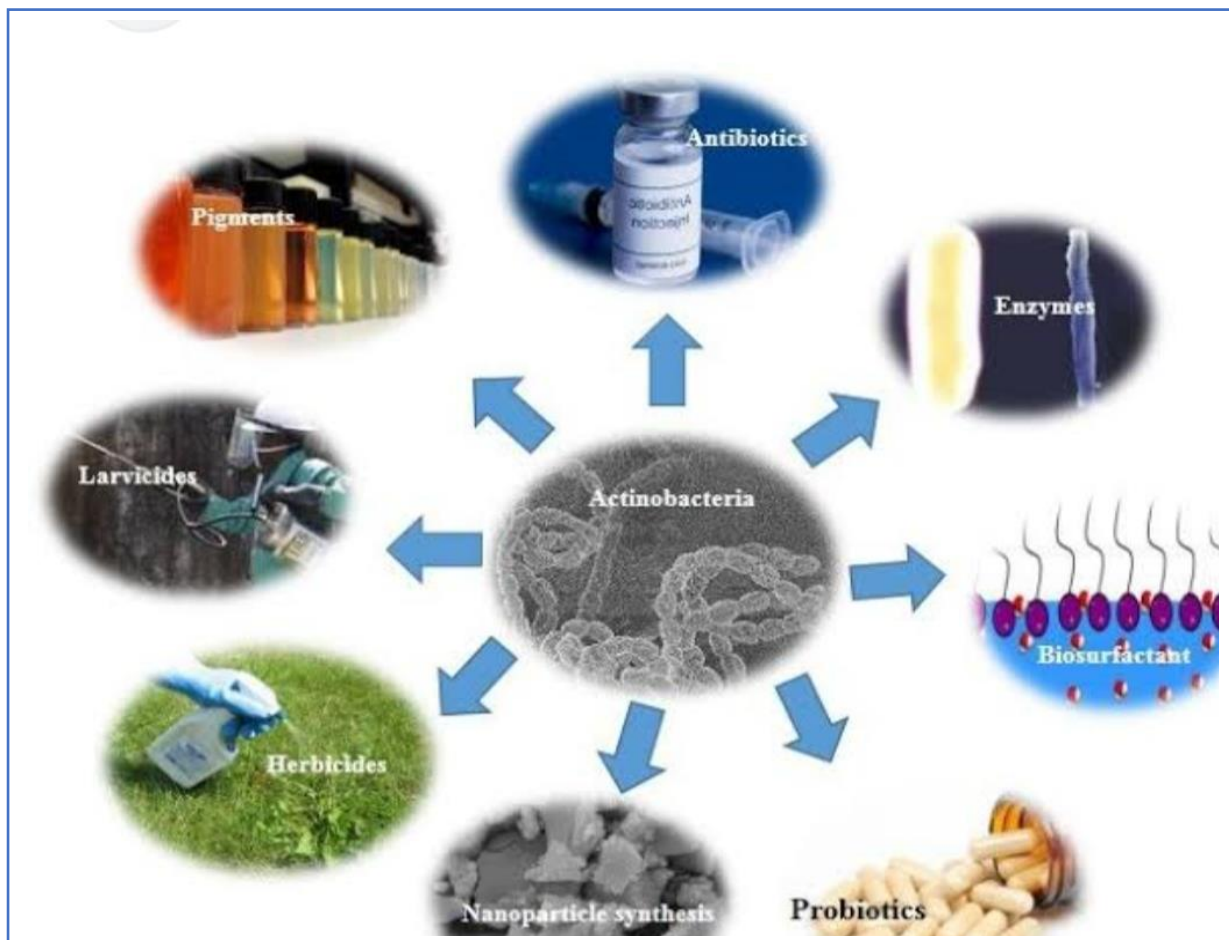 Antibiotics
Pigments
Enzymes
Larvicides
Actinobacteria
Biosurfactant
Herbicides
Nanoparticle synthesis
Probiotics